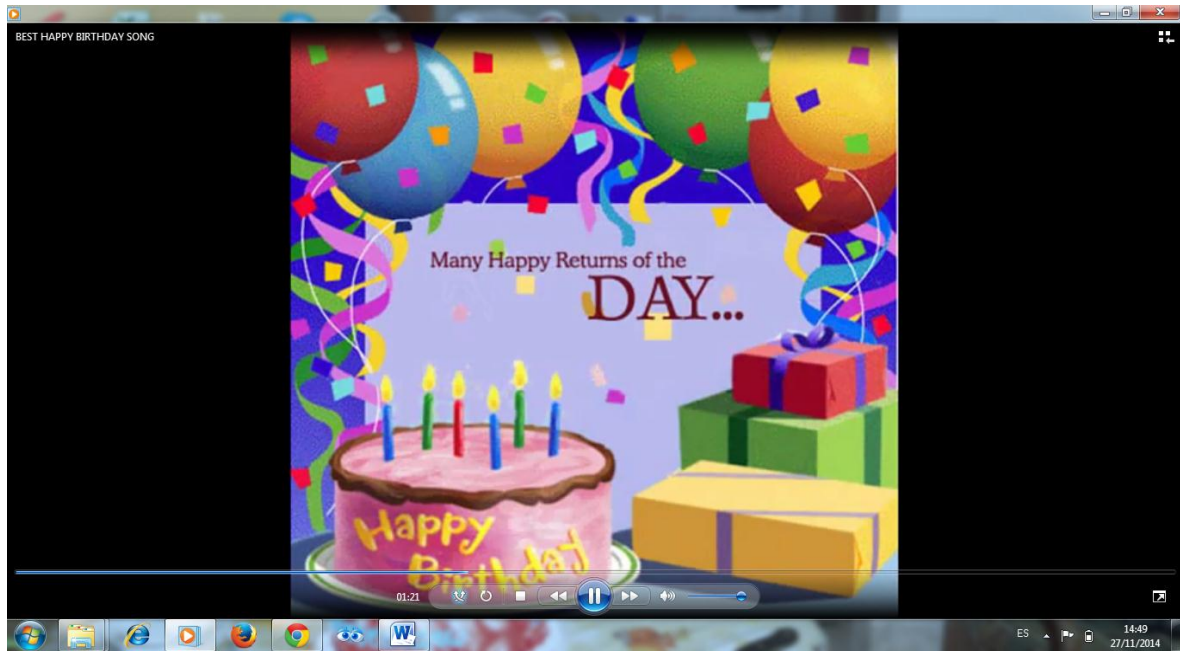 BEST HAPPY BIRTHDAY SONG
Many Happy Returns of the
DAY...
Happy
Birthday
01:21
ES
14:49
27/11/2014